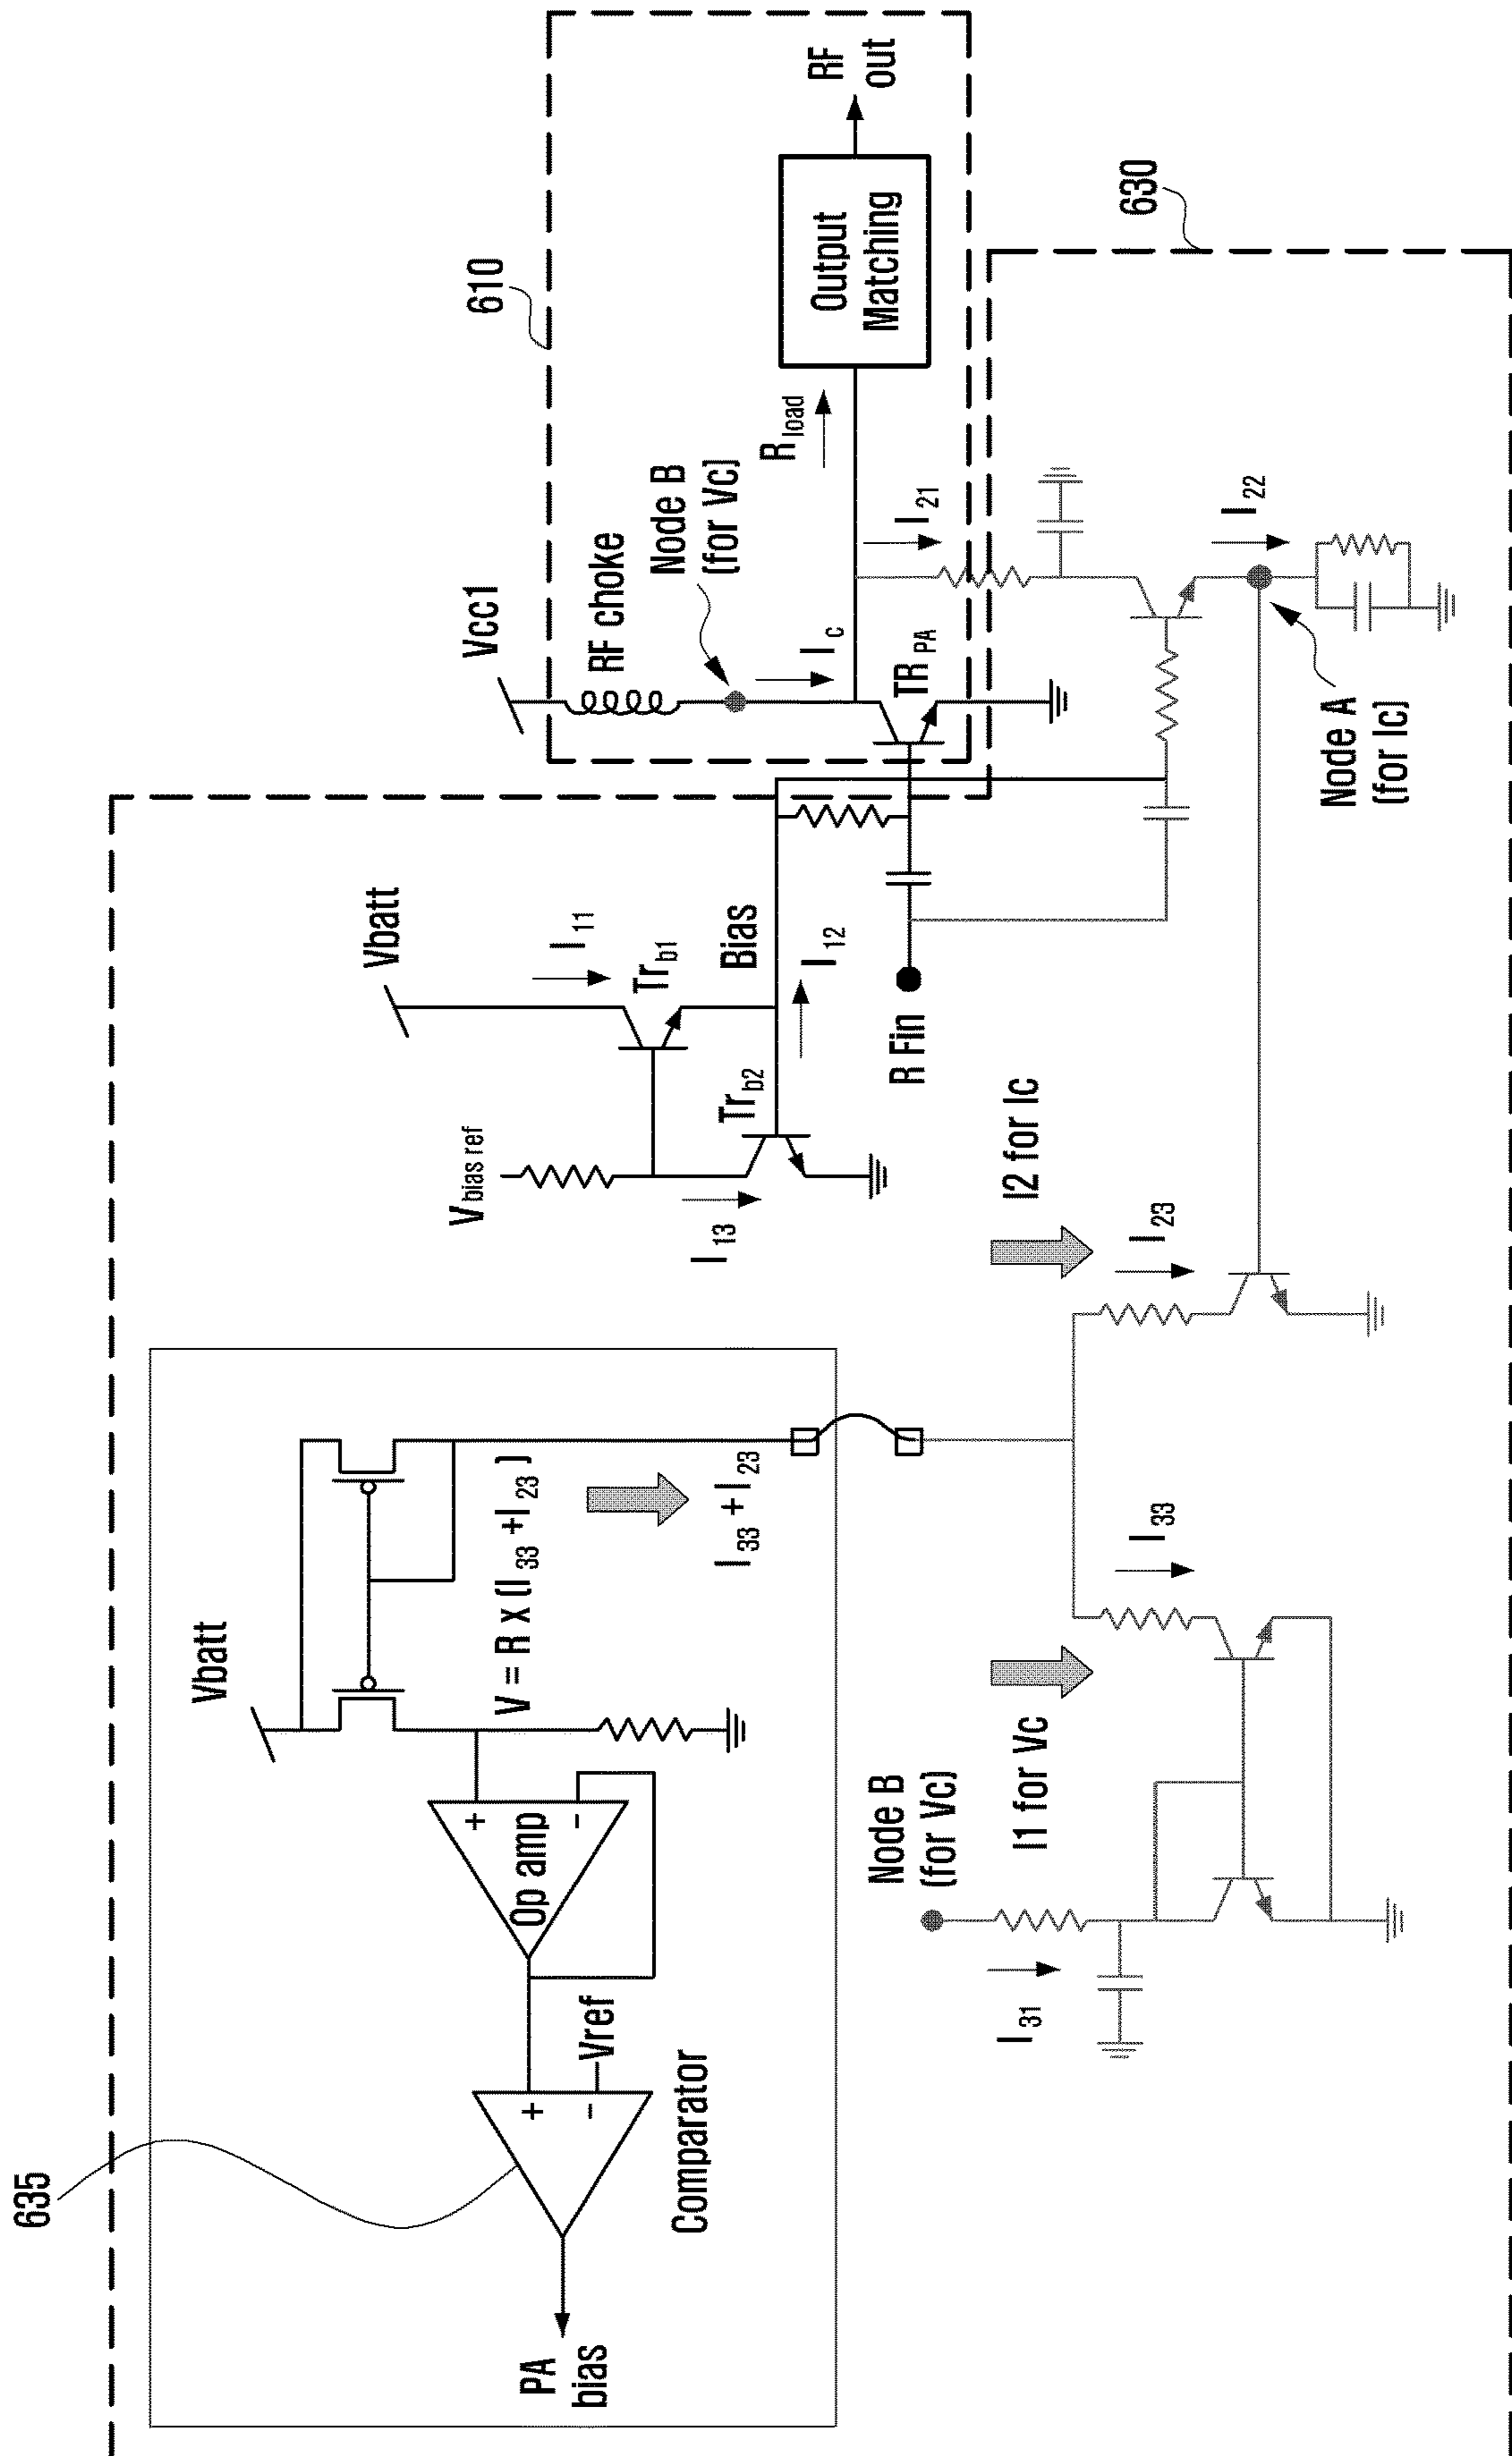 635
Vbatt
V = R x (I33 + I23)
Op amp
+
-
I33 + I23
Vref
+
-
Comparator
PA
bias
Vbatt
I11
Trb1
Vbias ref
Trb2
I13
Bias
I12
R Fin
610
Vcc1
RF choke
Node B
(for Vc)
Ic
TRPA
Rload
Output
Matching
RF
out
630
I21
I22
Node A
(for Ic)
I2 for Ic
I23
I33
I1 for Vc
Node B
(for Vc)
I31